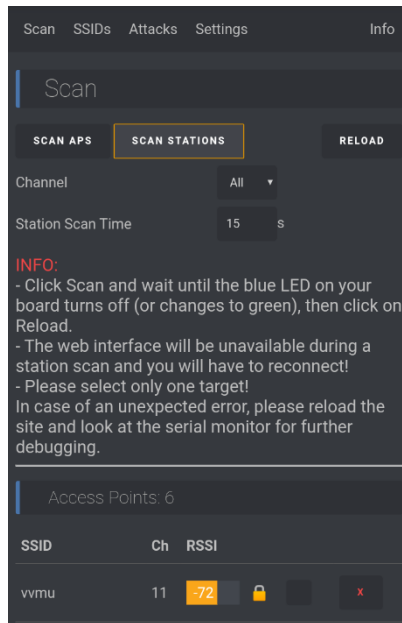 Scan SSIDs Attacks Settings Info
Scan
SCAN APS SCAN STATIONS RELOAD
Channel All
Station Scan Time 15 s
INFO:
- Click Scan and wait until the blue LED on your
board turns off (or changes to green), then click on
Reload.
- The web interface will be unavailable during a
station scan and you will have to reconnect!
- Please select only one target!
In case of an unexpected error, please reload the
site and look at the serial monitor for further
debugging.
Access Points: 6
SSID Ch RSSI
vvmu 11 -72 x